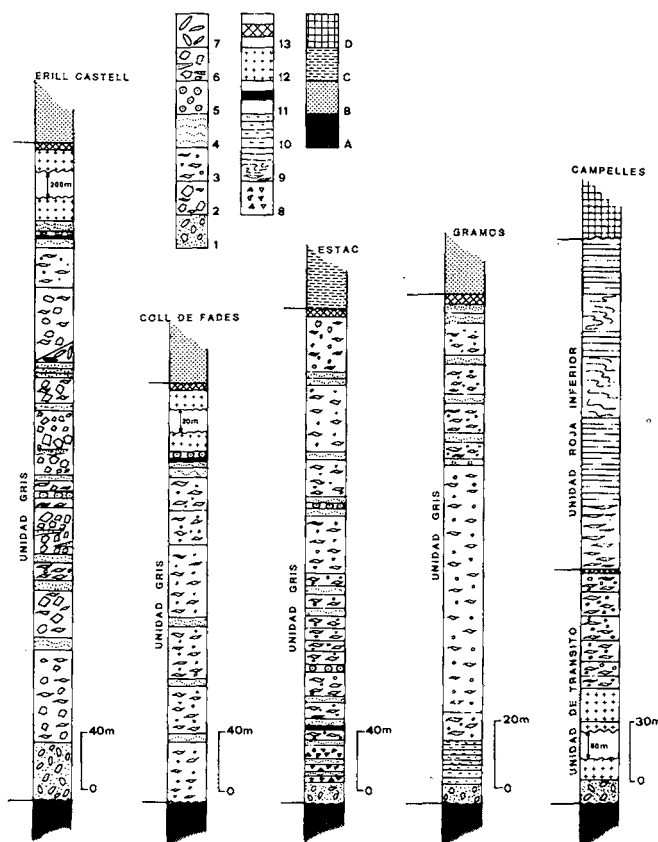 7
6
5
4
3
2
1
13
12
11
10
9
8
D
C
B
A
ERILL CASTELL
200m
UNIDAD GRIS
40m
0
COLL DE FADES
20m
UNIDAD GRIS
40m
0
ESTAC
UNIDAD GRIS
40m
0
GRAMOS
UNIDAD GRIS
20m
0
CAMPELLES
UNIDAD ROJA INFERIOR
UNIDAD DE TRANSITO
80m
30m
0